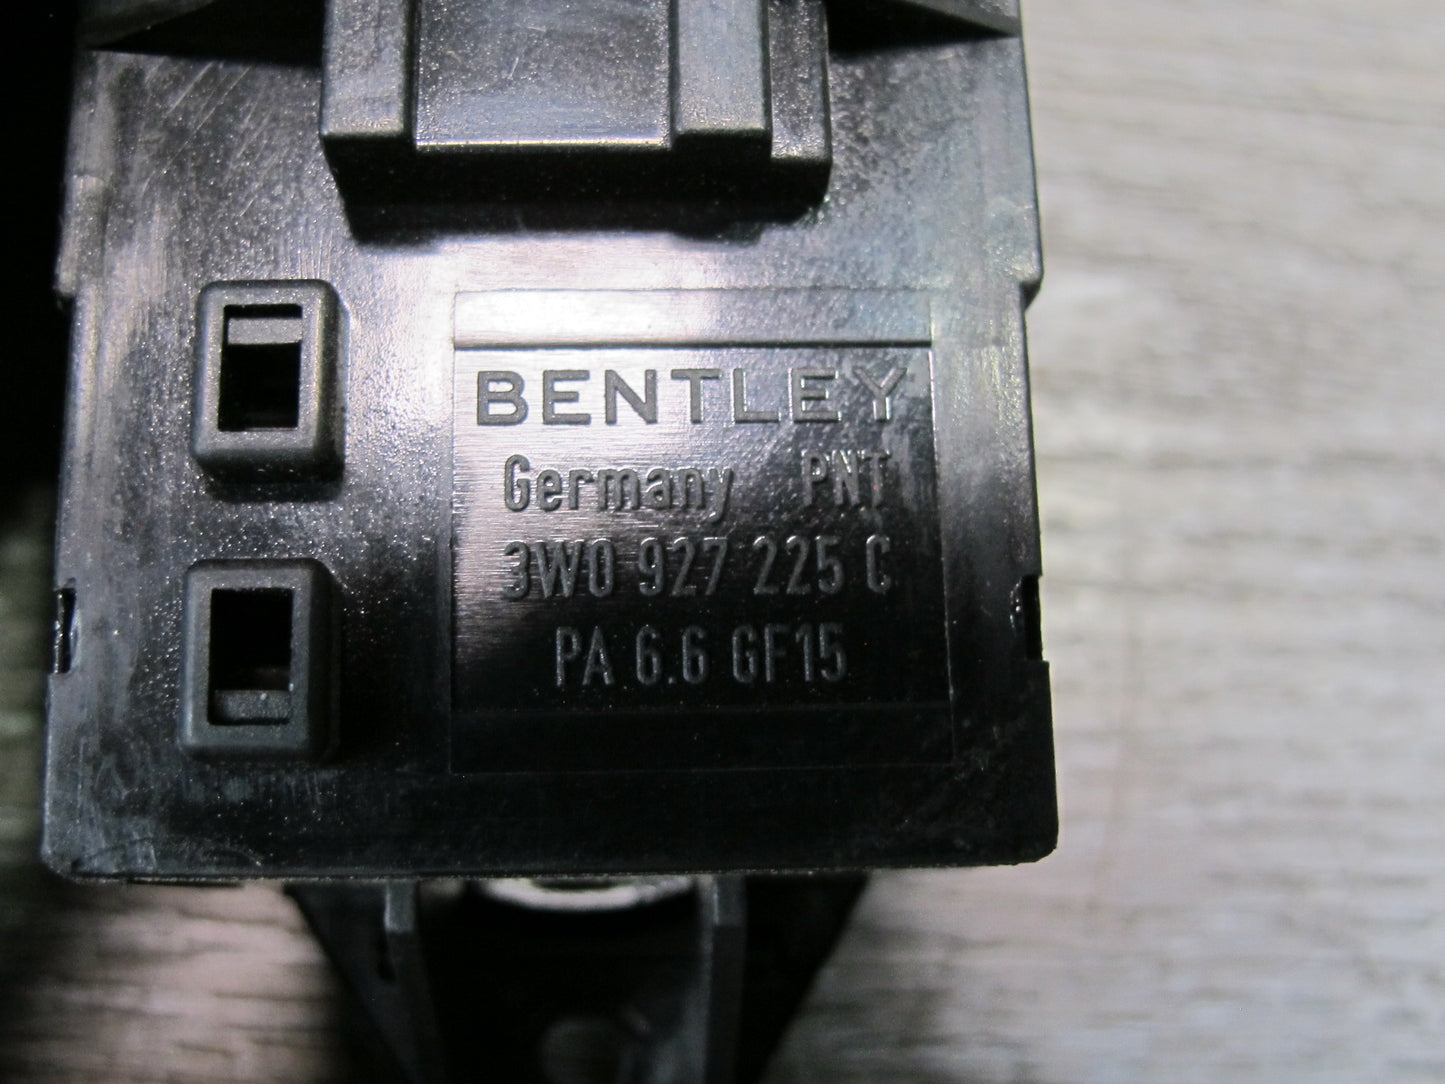 BENTLEY
Germany PNT
3W0 927 225 C
PA 6.6 GF15